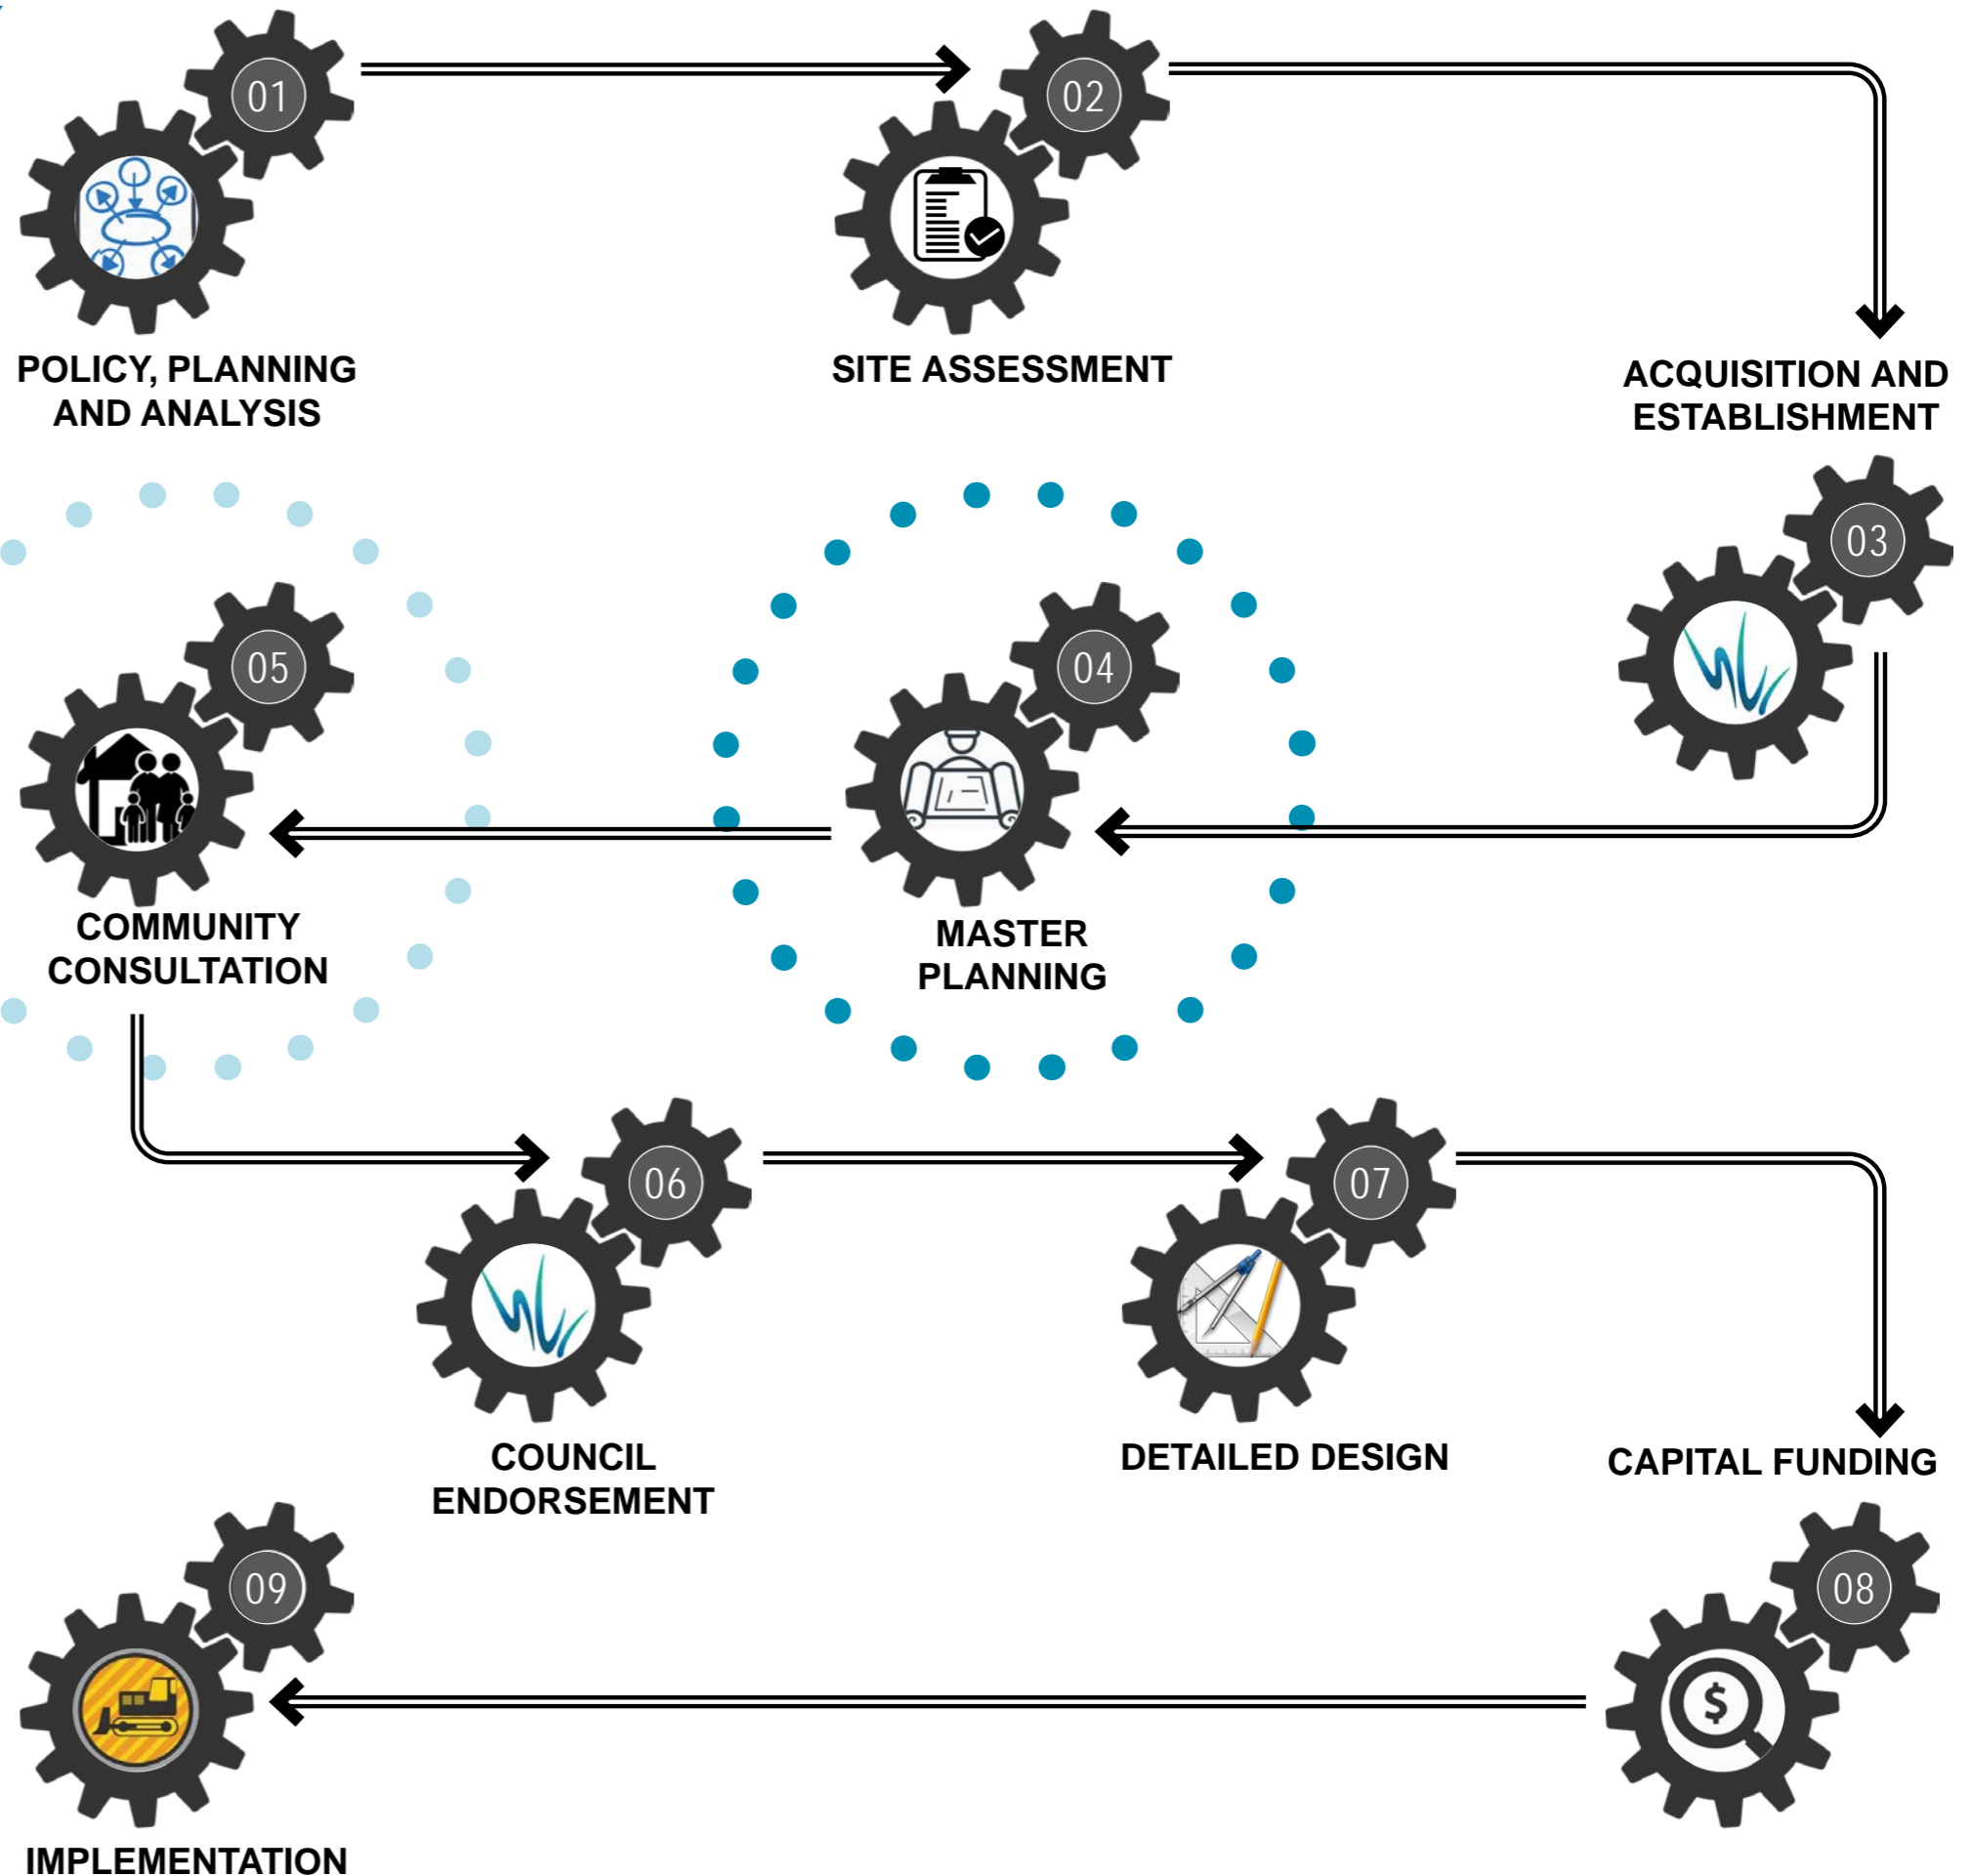 01
POLICY, PLANNING
AND ANALYSIS
02
SITE ASSESSMENT
ACQUISITION AND
ESTABLISHMENT
03
04
MASTER
PLANNING
05
COMMUNITY
CONSULTATION
06
COUNCIL
ENDORSEMENT
07
DETAILED DESIGN
CAPITAL FUNDING
08
$
09
IMPLEMENTATION